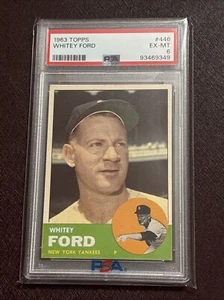 1963 TOPPS #446
WHITEY FORD EX-MT
6
93469349
WHITEY
FORD
NEW YORK YANKEES P
PSA